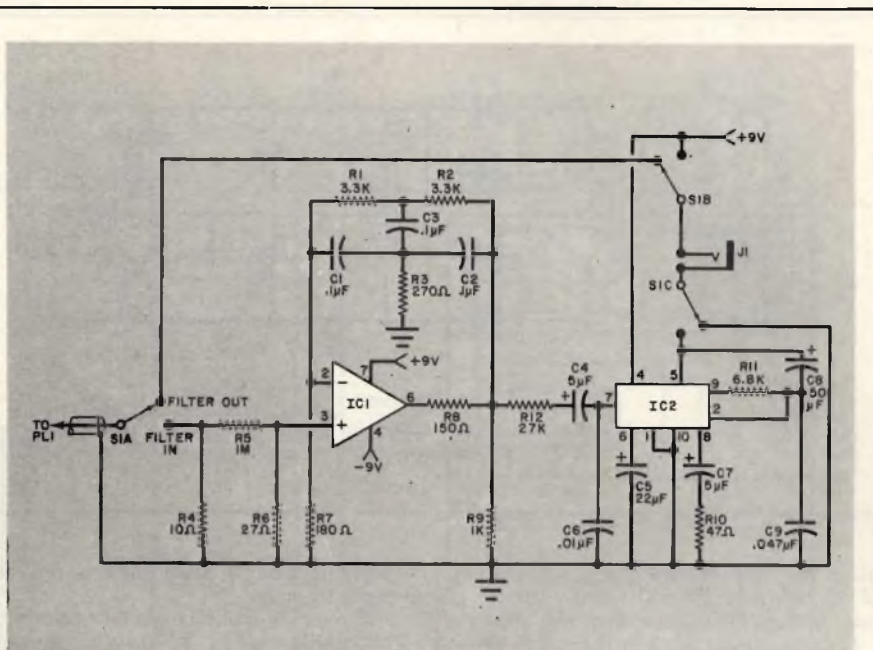 +9V
R1
3.3K
R2
3.3K
S1B
C3
.1µF
J1
C1
.1µF
R3
270Ω
C2
.1µF
S1C
+
C4
5µF
4
5
R11
6.8K
C8
50
µF
2
−
7
+9V
FILTER OUT
IC1
6
R8
150Ω
R12
27K
+
7
IC2
9
2
TO
PL1
S1A
FILTER
IN
R5
1M
3
+
4
-9V
6
1
10
8
+
C5
22µF
+
C7
5µF
R4
10Ω
R6
27Ω
R7
180Ω
R9
1K
C6
.01µF
R10
47Ω
C9
.047µF